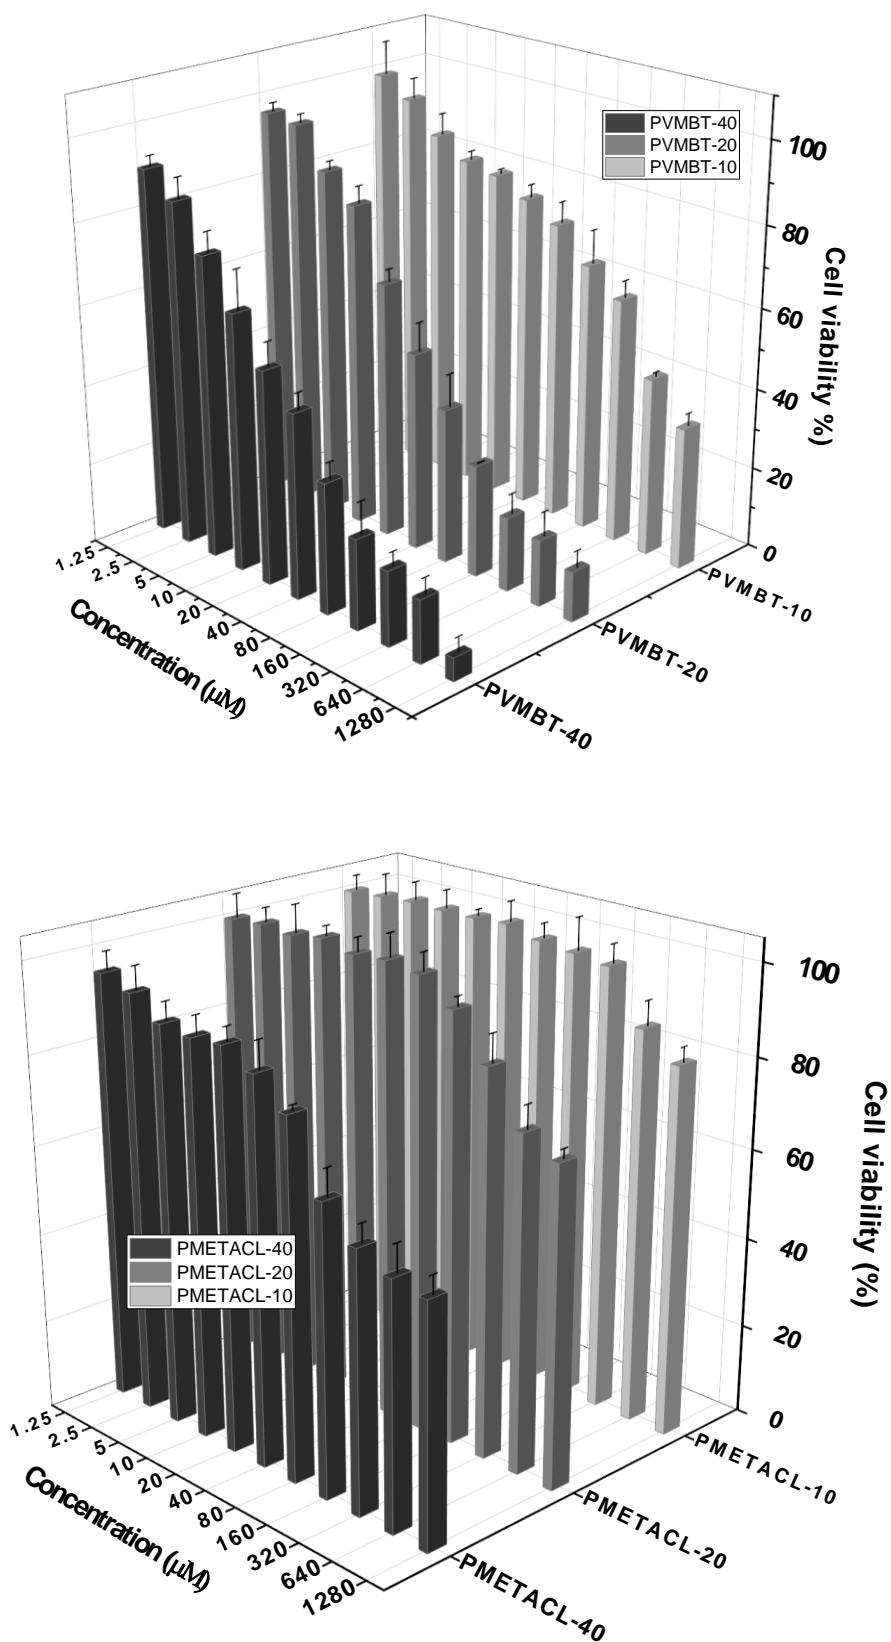 PVMBT-40
PVMBT-20
PVMBT-10
100
80
60
40
20
0
Cell viability %)
1.25
2.5
5
10
20
40
80
160
320
640
1280
Concentration (μM)
PVMBT-10
PVMBT-20
PVMBT-40
100
80
60
40
20
0
Cell viability (%)
PMETACL-40
PMETACL-20
PMETACL-10
1.25
2.5
5
10
20
40
80
160
320
640
1280
Concentration (μM)
PMETACL-10
PMETACL-20
PMETACL-40